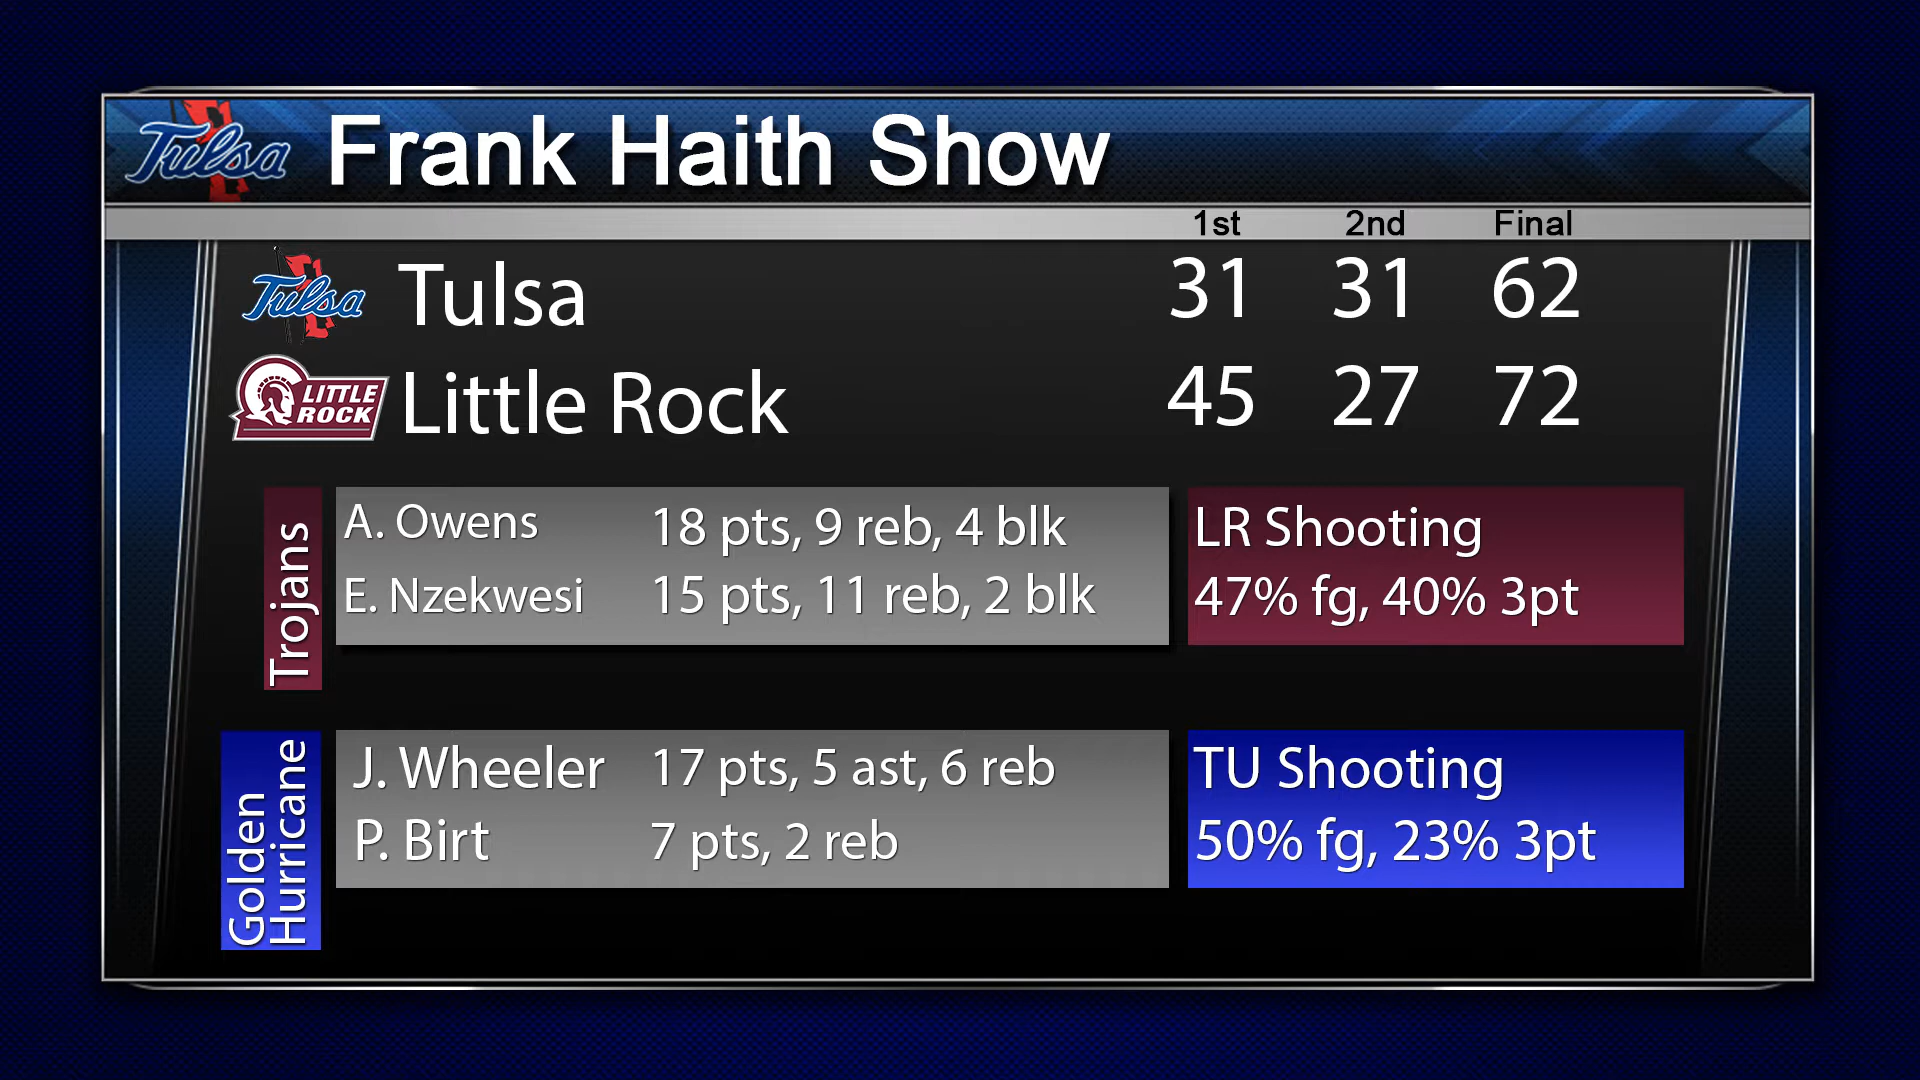 Tulsa Frank Haith Show
1st 2nd Final
Tulsa Tulsa 31 31 62
LITTLE
ROCK
Little Rock 45 27 72
Trojans
A. Owens 18 pts, 9 reb, 4 blk
E. Nzekwesi 15 pts, 11 reb, 2 blk
LR Shooting
47% fg, 40% 3pt
Golden
Hurricane
J. Wheeler 17 pts, 5 ast, 6 reb
P. Birt 7 pts, 2 reb
TU Shooting
50% fg, 23% 3pt